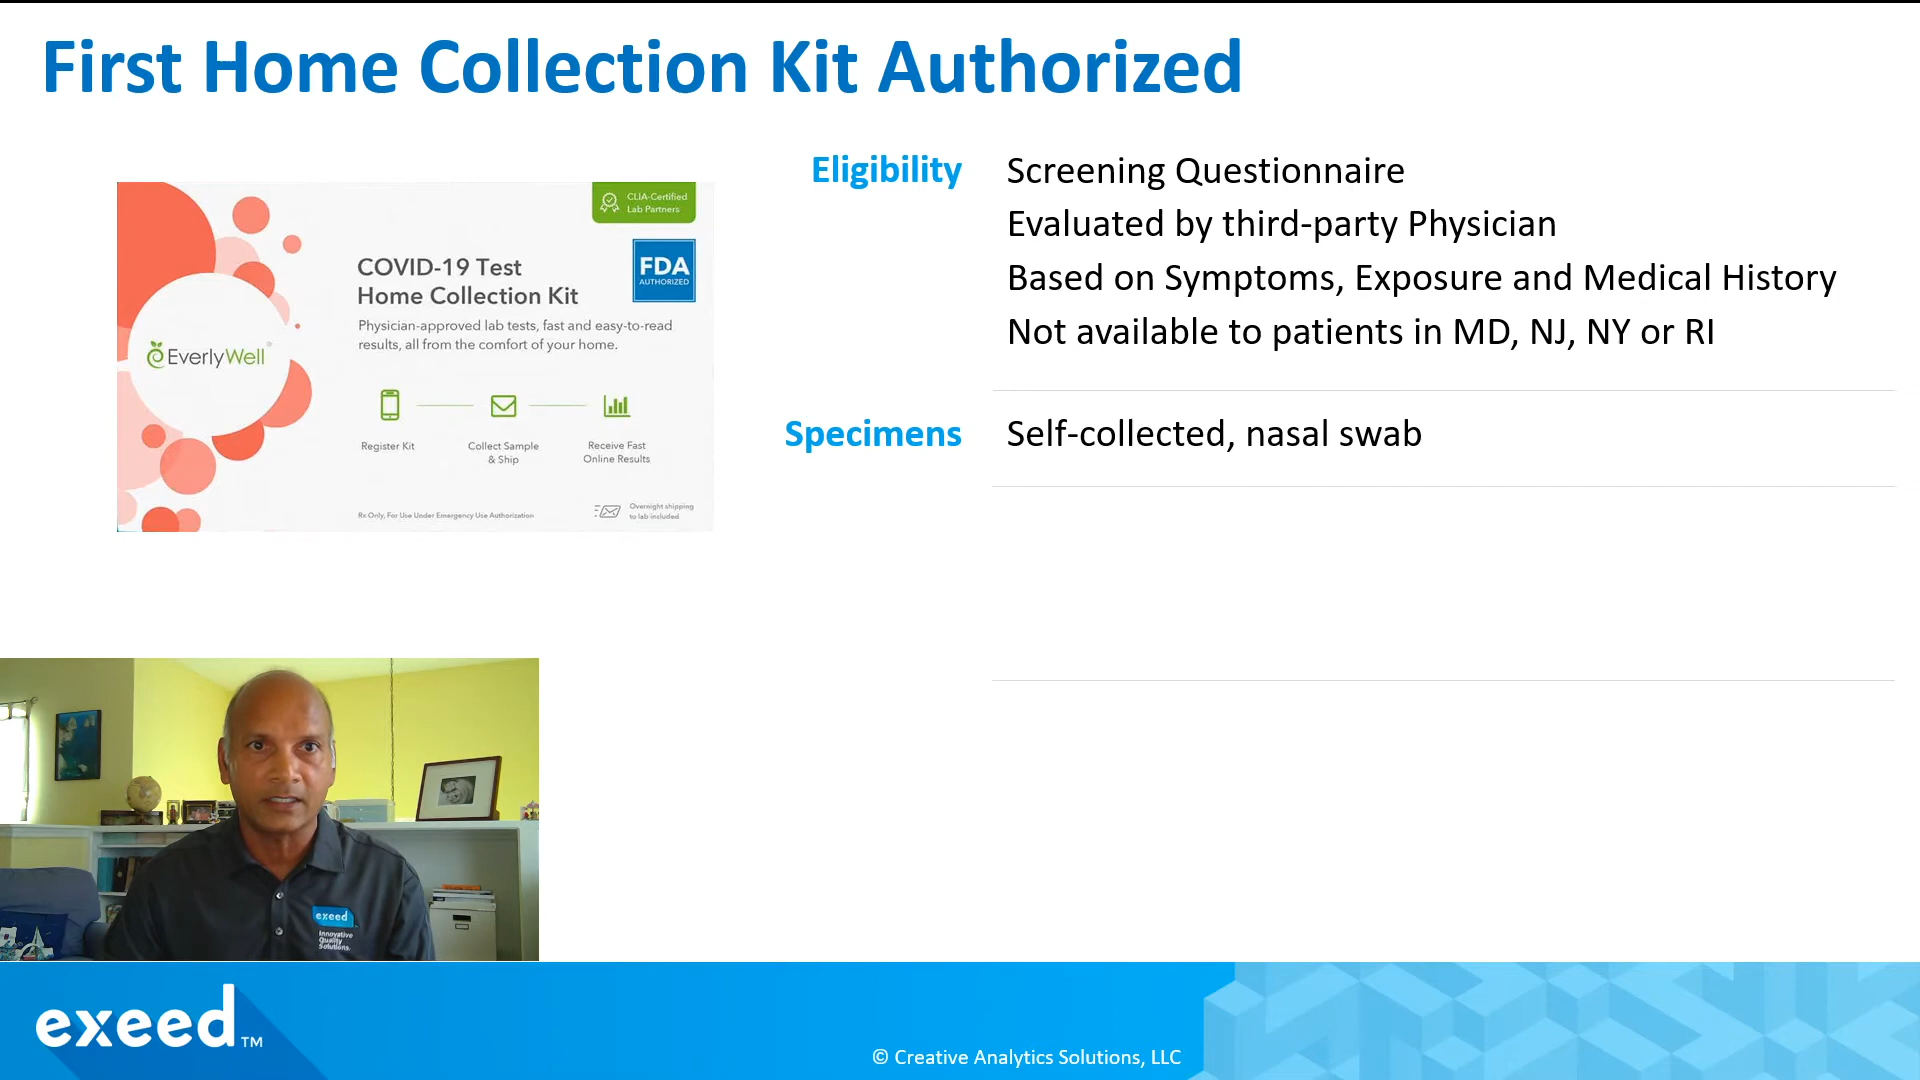 First Home Collection Kit Authorized
CLIA-Certified
Lab Partners
COVID-19 Test
Home Collection Kit
FDA
AUTHORIZED
Physician-approved lab tests, fast and easy-to-read
results, all from the comfort of your home.
EverlyWell®
Register Kit
Collect Sample
& Ship
Receive Fast
Online Results
Rx Only, For Use Under Emergency Use Authorization
Overnight shipping
to lab included
Eligibility
Screening Questionnaire
Evaluated by third-party Physician
Based on Symptoms, Exposure and Medical History
Not available to patients in MD, NJ, NY or RI
Specimens
Self-collected, nasal swab
exeed
Innovative
Quality
Solutions.
exeed™
© Creative Analytics Solutions, LLC